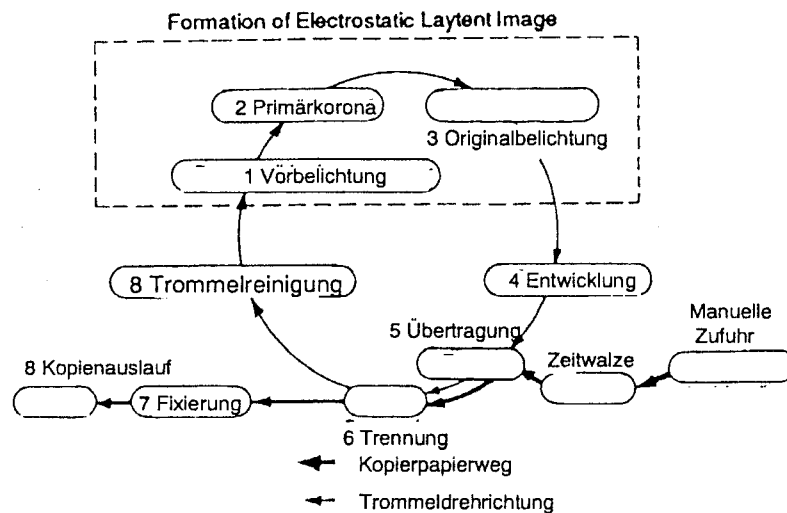 Formation of Electrostatic Laytent Image
2 Primärkorona
3 Originalbelichtung
1 Vörbelichtung
8 Trommelreinigung
4 Entwicklung
5 Übertragung
Manuelle
Zufuhr
Zeitwalze
8 Kopienauslauf
7 Fixierung
6 Trennung
Kopierpapierweg
Trommeldrehrichtung